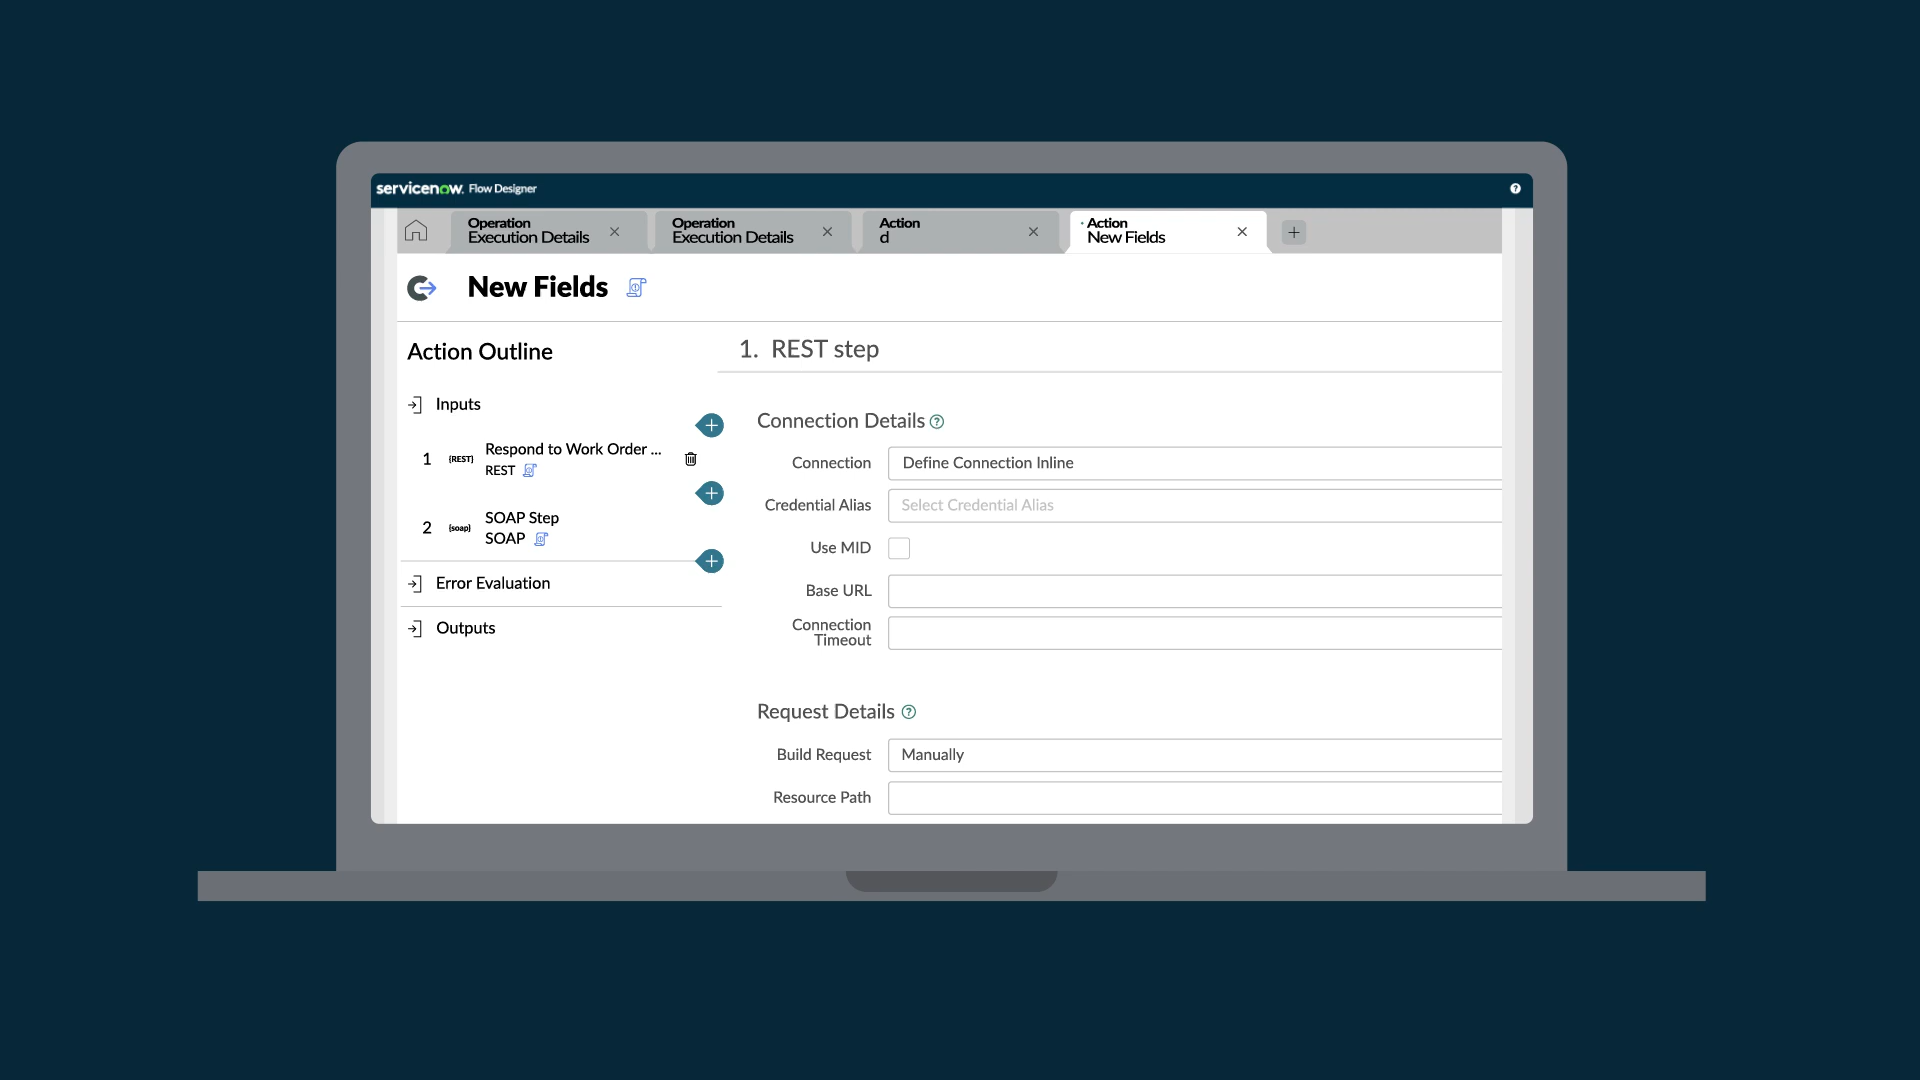 servicenow. Flow Designer
Operation
Execution Details
Operation
Execution Details
Action
d
Action
New Fields
New Fields
Action Outline
Inputs
1 {REST} Respond to Work Order ...
REST
2 {soap} SOAP Step
SOAP
Error Evaluation
Outputs
1. REST step
Connection Details ?
Connection Define Connection Inline
Credential Alias Select Credential Alias
Use MID
Base URL
Connection
Timeout
Request Details ?
Build Request Manually
Resource Path